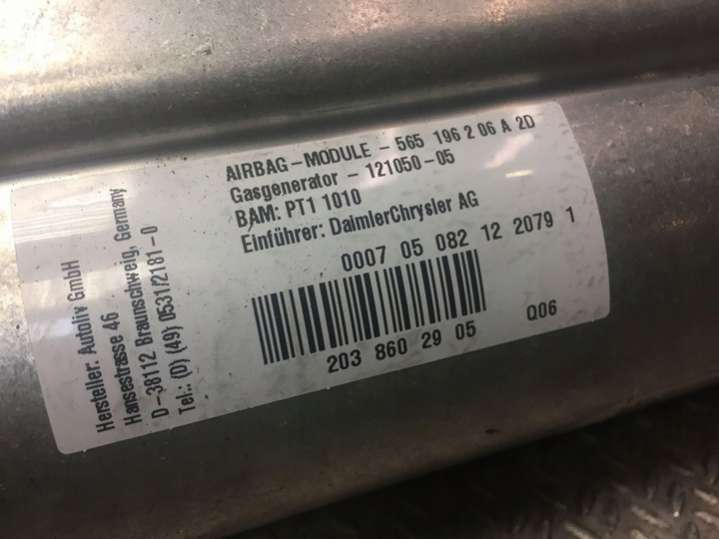 AIRBAG-MODULE - 565 196 2 06 A 2D
Gasgenerator - 121050-05
BAM: PT1 1010
Einführer: DaimlerChrysler AG
0007 05 082 12 2079 1
203 860 29 05
Q06
Hersteller: Autoliv GmbH
Hansestrasse 46
D-38112 Braunschweig, Germany
Tel.: (0) (49) 0531/2181-0